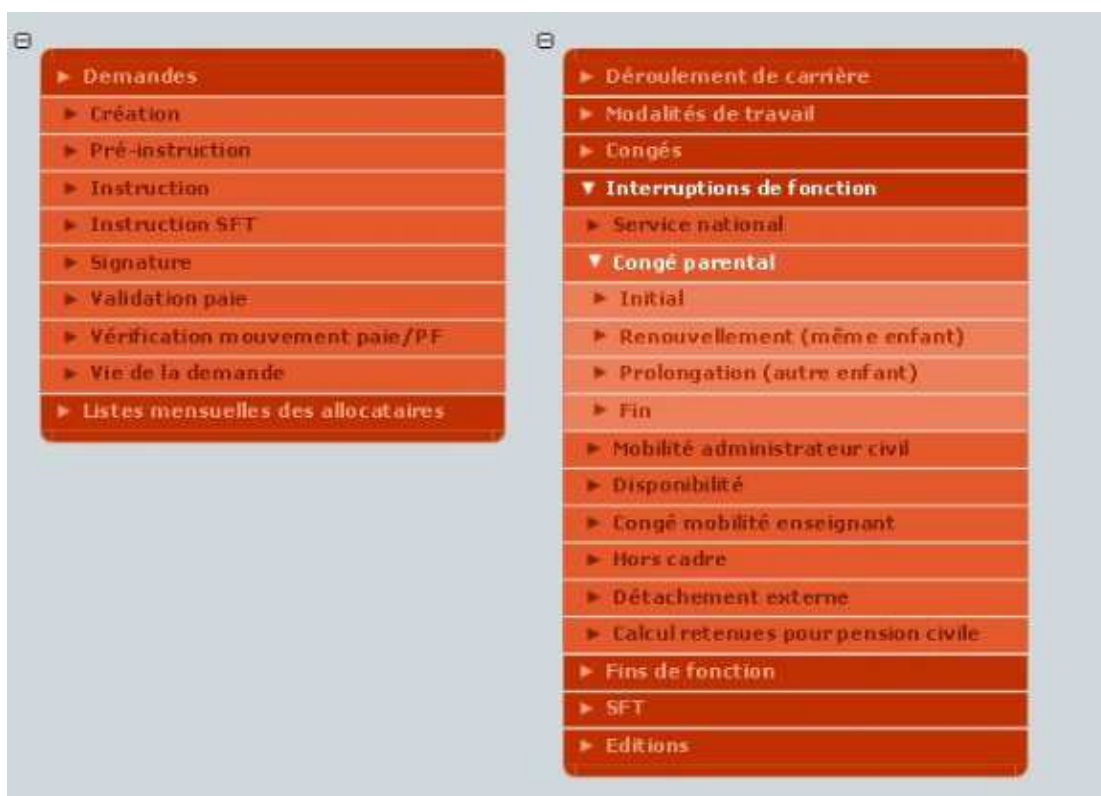 Demandes
Création
Pré-instruction
Instruction
Instruction SFT
Signature
Validation paie
Vérification mouvement paie/PF
Vie de la demande
Listes mensuelles des allocataires
Déroulement de carrière
Modalités de travail
Congés
Interruptions de fonction
Service national
Congé parental
Initial
Renouvellement (même enfant)
Prolongation (autre enfant)
Fin
Mobilité administrateur civil
Disponibilité
Congé mobilité enseignant
Hors cadre
Détachement externe
Calcul retenues pour pension civile
Fins de fonction
SFT
Editions